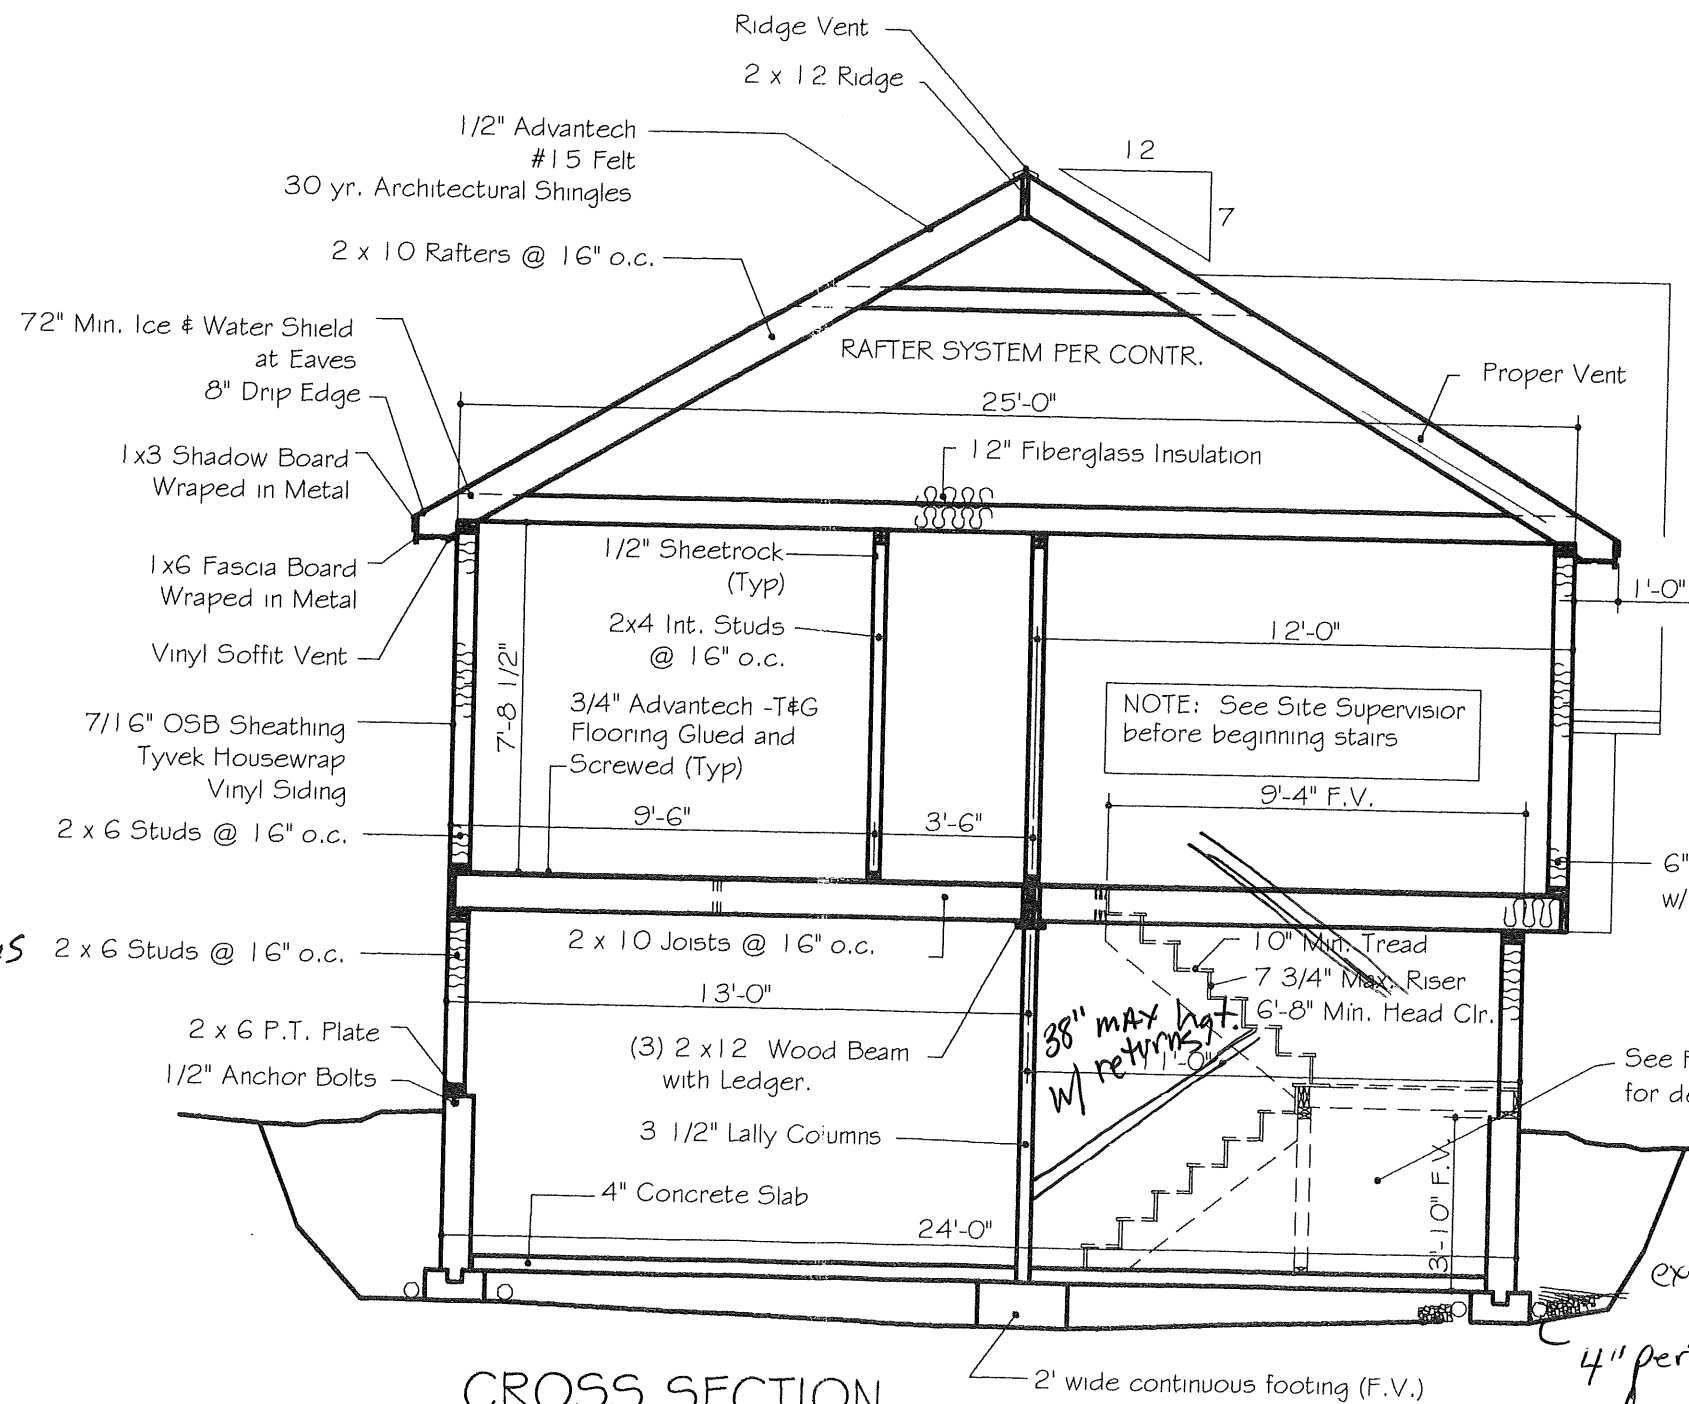 Ridge Vent
2 x 12 Ridge
1/2" Advantech
#15 Felt
30 yr. Architectural Shingles
12
7
2 x 10 Rafters @ 16" o.c.
72" Min. Ice & Water Shield
at Eaves
8" Drip Edge
RAFTER SYSTEM PER CONTR.
Proper Vent
25'-0"
1x3 Shadow Board
Wraped in Metal
12" Fiberglass Insulation
1x6 Fascia Board
Wraped in Metal
1/2" Sheetrock
(Typ)
1'-0"
2x4 Int. Studs
@ 16" o.c.
12'-0"
Vinyl Soffit Vent
7'-8 1/2"
3/4" Advantech -T&G
Flooring Glued and
Screwed (Typ)
NOTE: See Site Supervisior
before beginning stairs
7/16" OSB Sheathing
Tyvek Housewrap
Vinyl Siding
9'-4" F.V.
9'-6"
3'-6"
2 x 6 Studs @ 16" o.c.
6"
w/
2 x 6 Studs @ 16" o.c.
2 x 10 Joists @ 16" o.c.
10" Min. Tread
7 3/4" Max. Riser
6'-8" Min. Head Clr.
13'-0"
38" MAX hgt.
w/ returns
1'-0"
2 x 6 P.T. Plate
1/2" Anchor Bolts
(3) 2 x12 Wood Beam
with Ledger.
See
for
3 1/2" Lally Columns
4" Concrete Slab
3'-10" F.V.
24'-0"
4"
2' wide continuous footing (F.V.)
CROSS SECTION